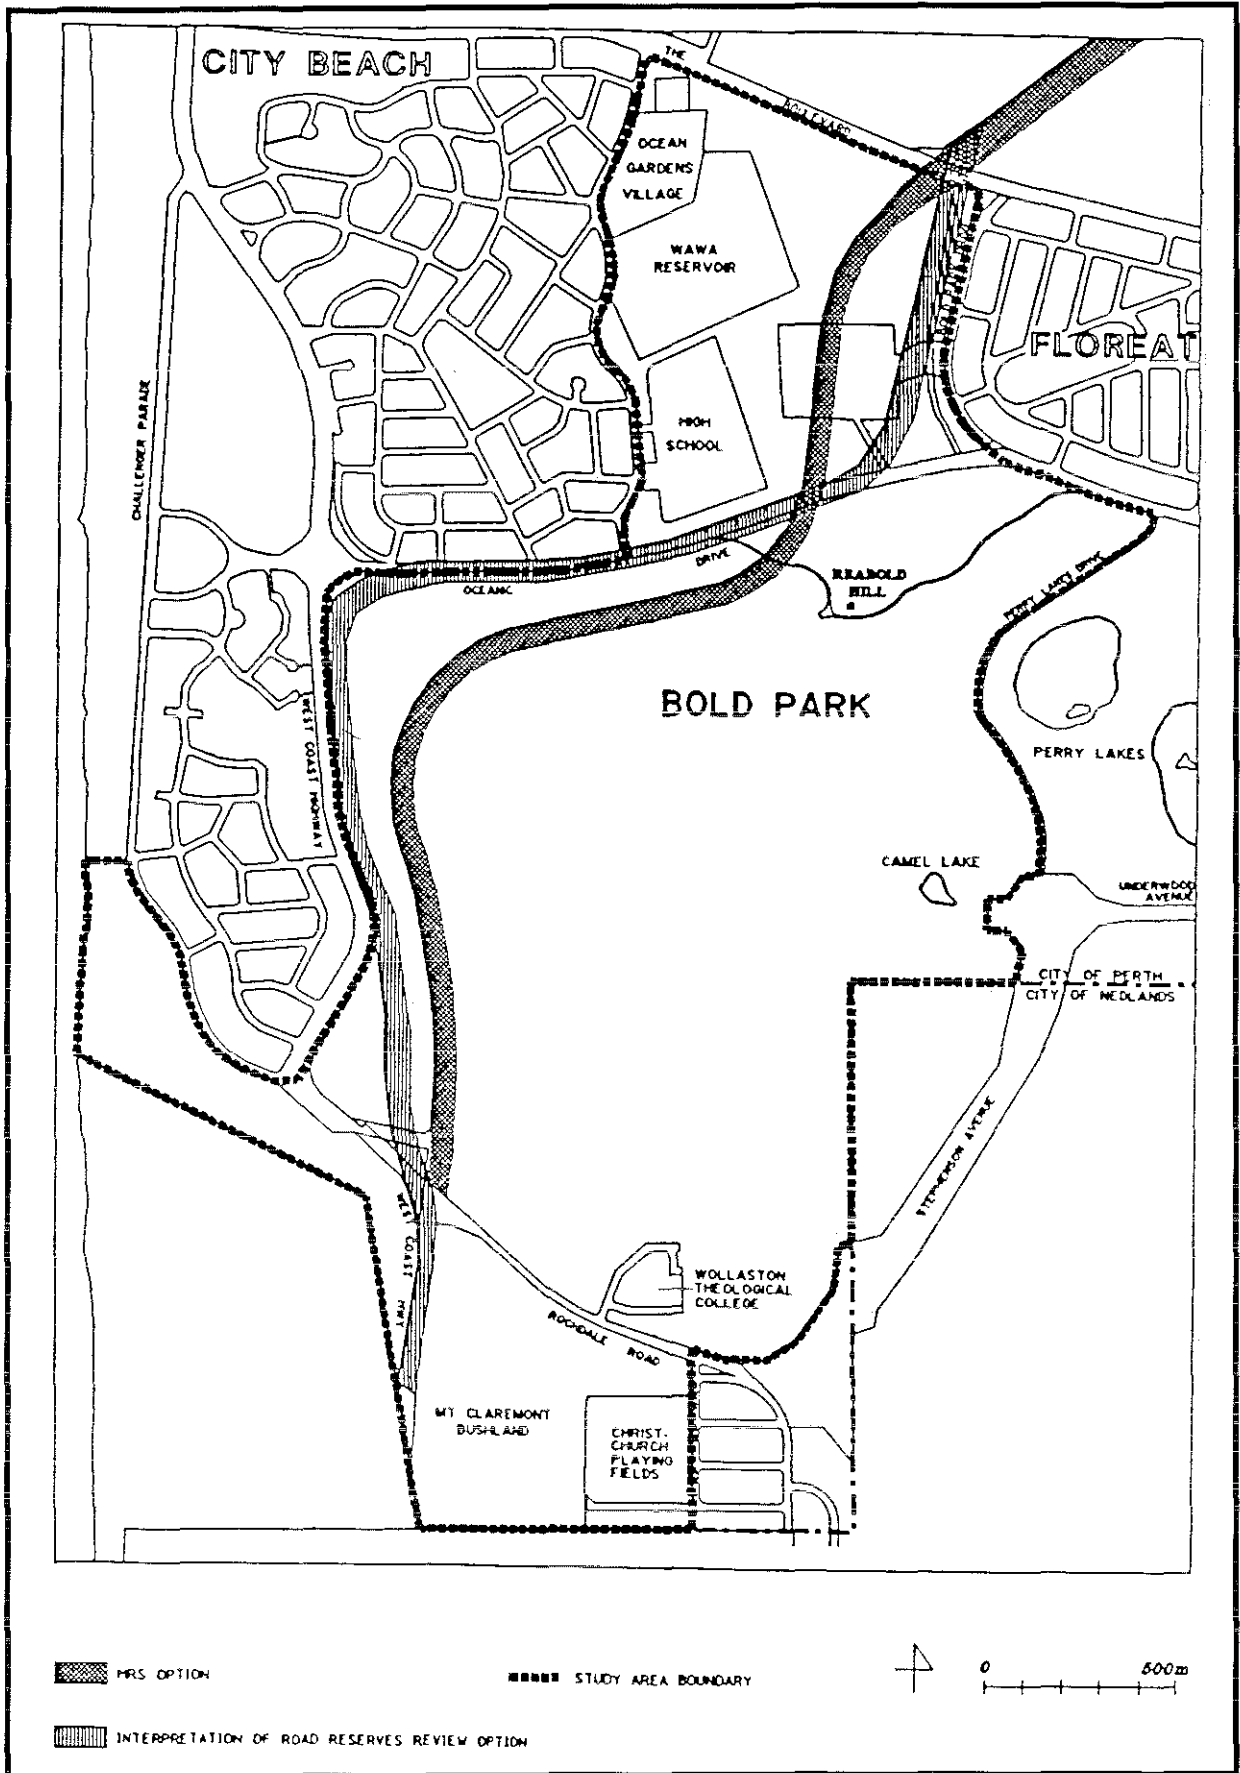 CITY BEACH
THE
BOULEVARD
OCEAN
GARDENS
VILLAGE
WAWA
RESERVOIR
FLOREAT
CHALLENGER PARADE
HIGH
SCHOOL
OCEANIC
DRIVE
REABOLD
HILL
PERRY LAKES DRIVE
BOLD PARK
WEST COAST HIGHWAY
PERRY LAKES
CAMEL LAKE
UNDERWOOD
AVENUE
CITY OF PERTH
CITY OF NEDLANDS
STEPHENSON AVENUE
WEST COAST HWY
WOLLASTON
THEOLOGICAL
COLLEGE
ROCHDALE ROAD
MT CLAREMONT
BUSHLAND
CHRIST-
CHURCH
PLAYING
FIELDS
MRS OPTION
STUDY AREA BOUNDARY
0 500m
INTERPRETATION OF ROAD RESERVES REVIEW OPTION